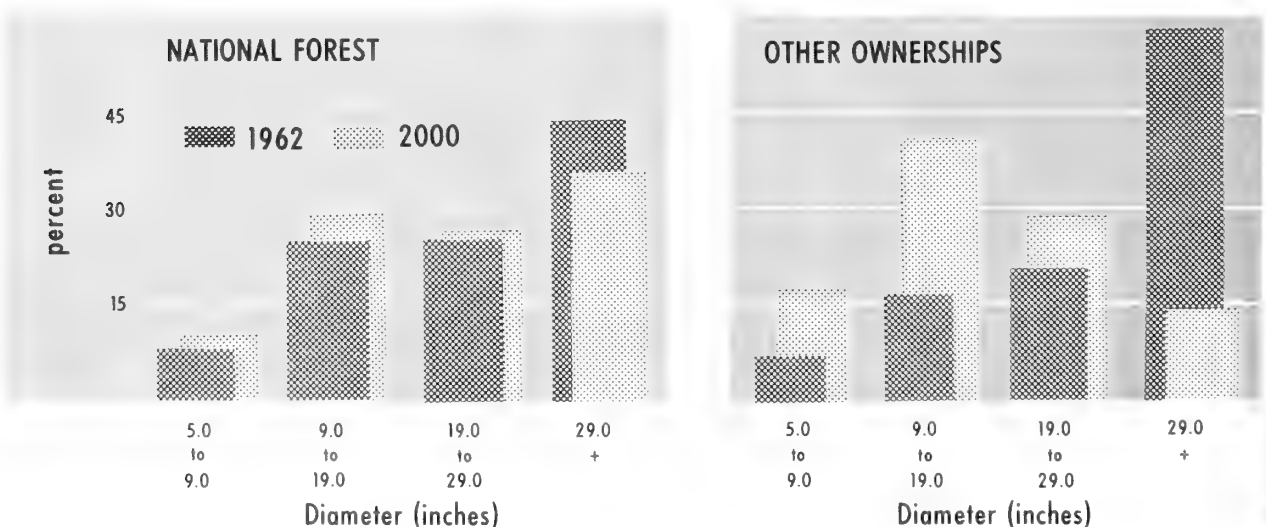 NATIONAL FOREST
1962 2000
percent
45
30
15
5.0 to 9.0
9.0 to 19.0
19.0 to 29.0
29.0 +
Diameter (inches)
OTHER OWNERSHIPS
5.0 to 9.0
9.0 to 19.0
19.0 to 29.0
29.0 +
Diameter (inches)